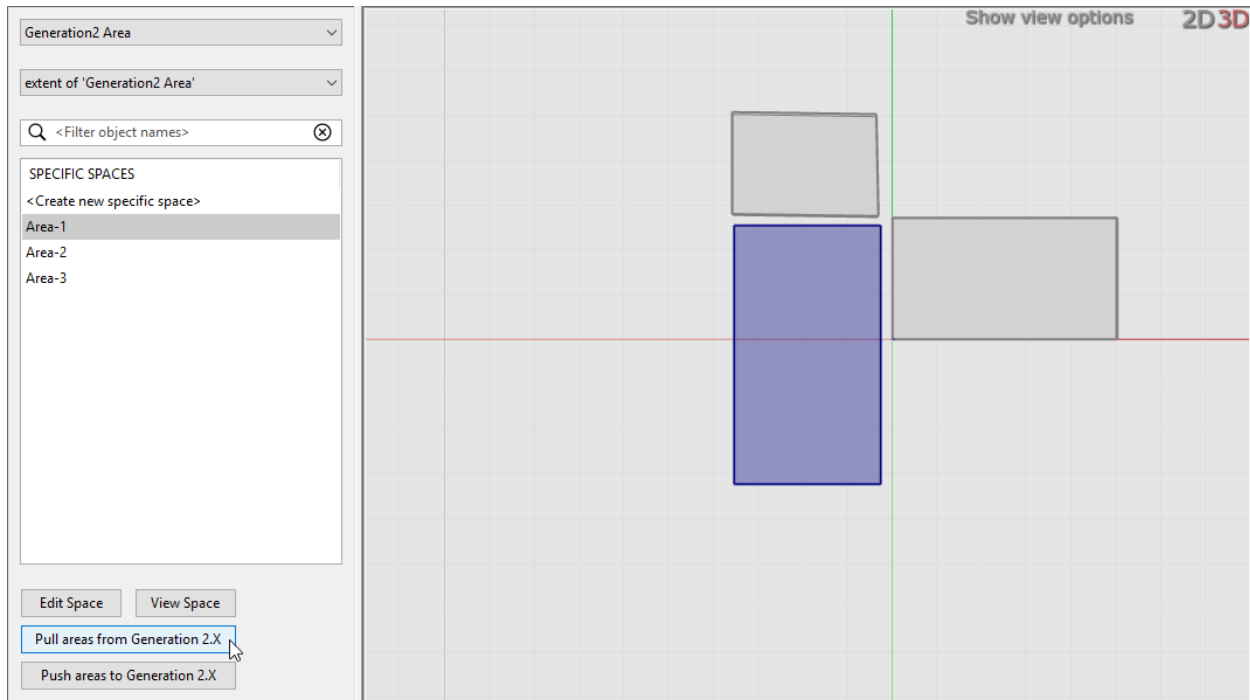 Generation2 Area
extent of 'Generation2 Area'
<Filter object names>
SPECIFIC SPACES
<Create new specific space>
Area-1
Area-2
Area-3
Edit Space
View Space
Pull areas from Generation 2.X
Push areas to Generation 2.X
Show view options
2D 3D